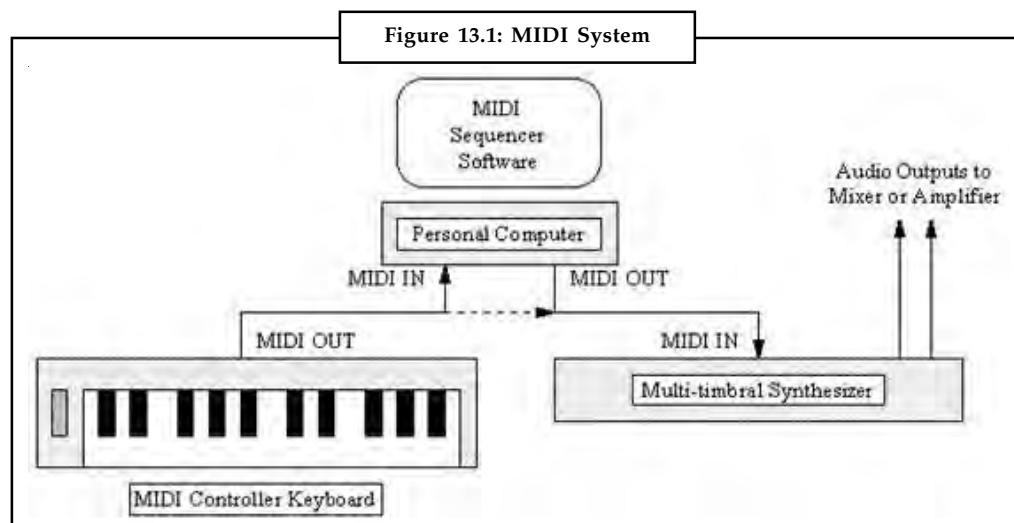 Figure 13.1: MIDI System
MIDI
Sequencer
Software
Audio Outputs to
Mixer or Amplifier
Personal Computer
MIDI IN
MIDI OUT
MIDI OUT
MIDI IN
Multi-timbral Synthesizer
MIDI Controller Keyboard